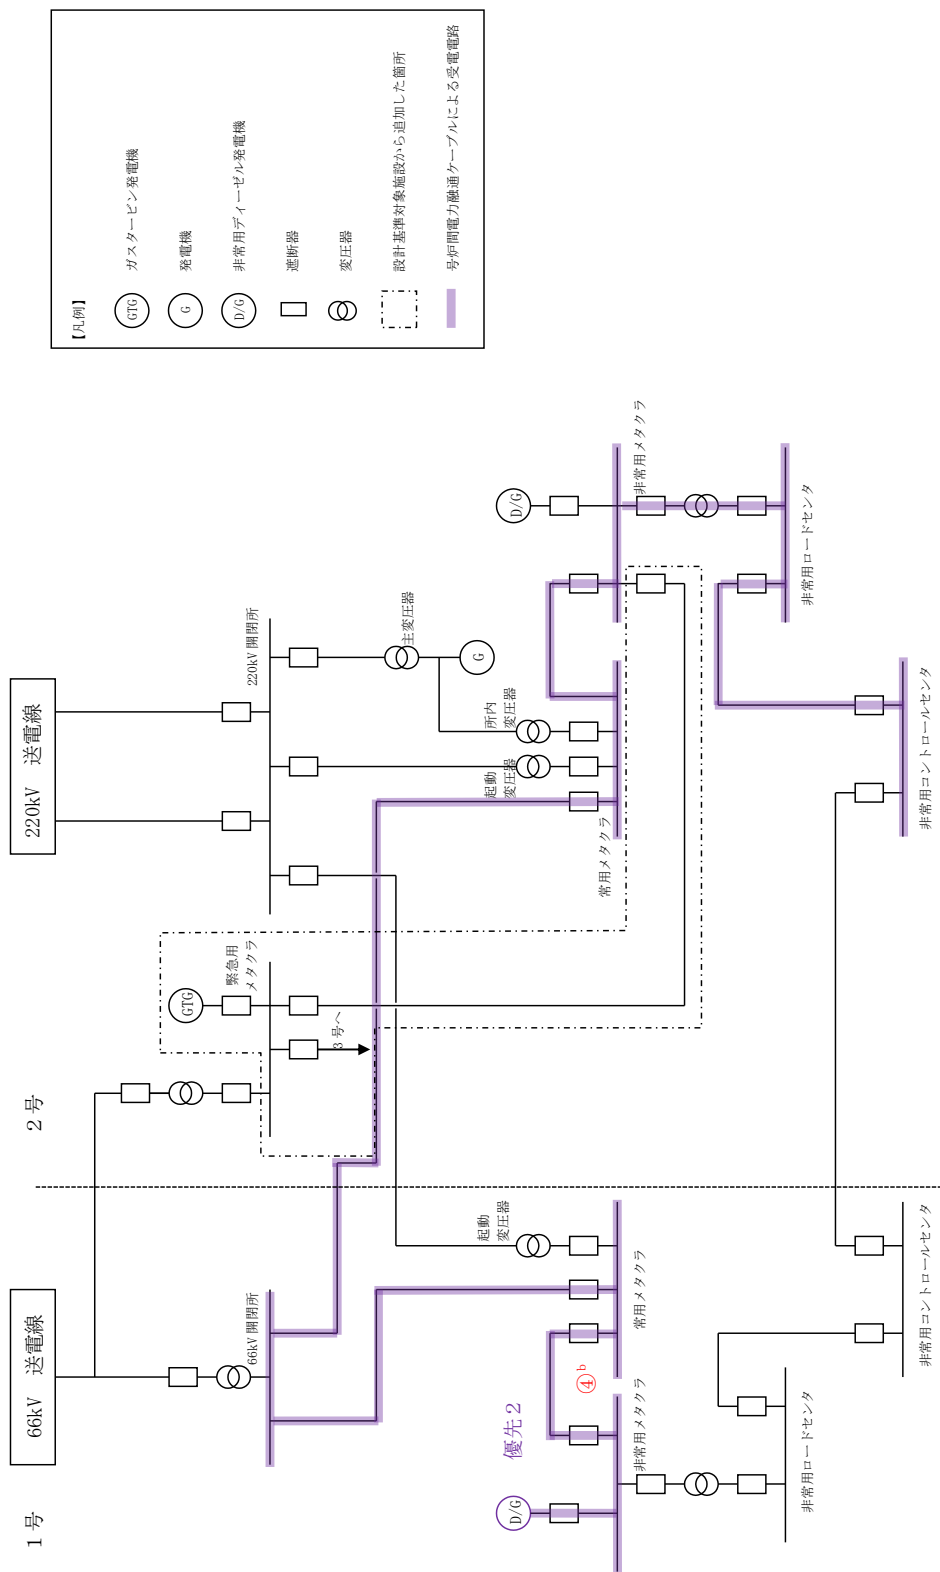 【凡例】
GTG
ガスタービン発電機
G
発電機
D/G
非常用ディーゼル発電機
遮断器
変圧器
設計基準対象施設から追加した箇所
号炉間電力融通ケーブルによる受電電路
1号
2号
66kV 送電線
220kV 送電線
66kV 開閉所
220kV 開閉所
GTG
緊急用
メタクラ
3号へ
主変圧器
G
所内
変圧器
起動
変圧器
起動
変圧器
D/G
D/G
優先2
④b
非常用メタクラ
常用メタクラ
常用メタクラ
非常用メタクラ
非常用ロードセンタ
非常用ロードセンタ
非常用コントロールセンタ
非常用コントロールセンタ